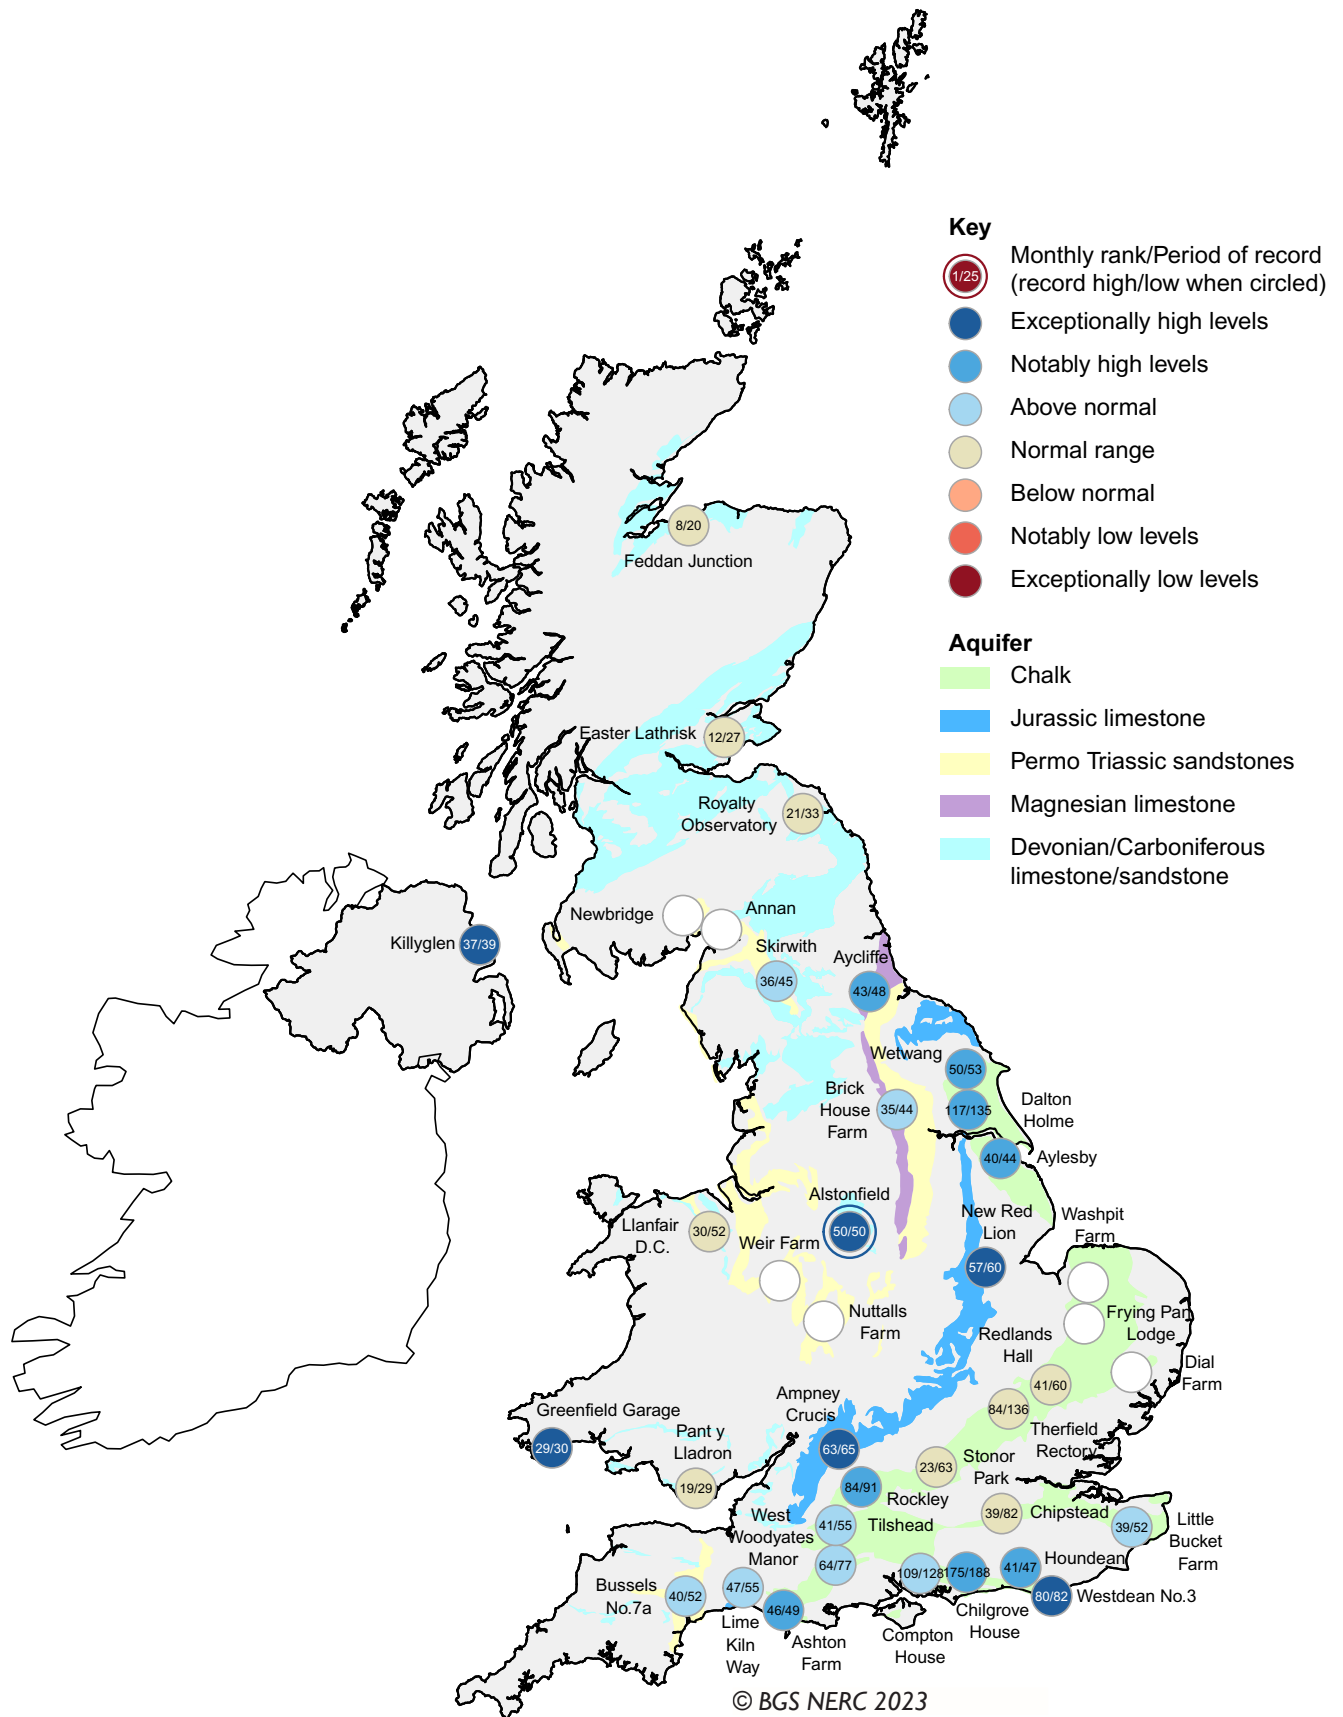 Key
1/25
Monthly rank/Period of record
(record high/low when circled)
Exceptionally high levels
Notably high levels
Above normal
Normal range
Below normal
Notably low levels
Exceptionally low levels
Aquifer
Chalk
Jurassic limestone
Permo Triassic sandstones
Magnesian limestone
Devonian/Carboniferous
limestone/sandstone
8/20
Feddan Junction
Easter Lathrisk
12/27
Royalty
Observatory
21/33
Newbridge
Annan
Killyglen
37/39
Skirwith
36/45
Aycliffe
43/48
Wetwang
50/53
Brick
House
Farm
35/44
117/135
Dalton
Holme
40/44
Aylesby
Alstonfield
50/50
Llanfair
D.C.
30/52
Weir Farm
New Red
Lion
57/60
Washpit
Farm
Nuttalls
Farm
Frying Pan
Lodge
Redlands
Hall
41/60
Dial
Farm
84/136
Therfield
Rectory
Ampney
Crucis
63/65
Greenfield Garage
29/30
Pant y
Lladron
19/29
Stonor
Park
23/63
84/91
Rockley
39/82
Chipstead
39/52
Little
Bucket
Farm
West
Woodyates
Manor
41/55
Tilshead
64/77
109/128
175/188
41/47
Houndean
80/82
Westdean No.3
Bussels
No.7a
40/52
47/55
Lime
Kiln
Way
46/49
Ashton
Farm
Compton
House
Chilgrove
House
© BGS NERC 2023